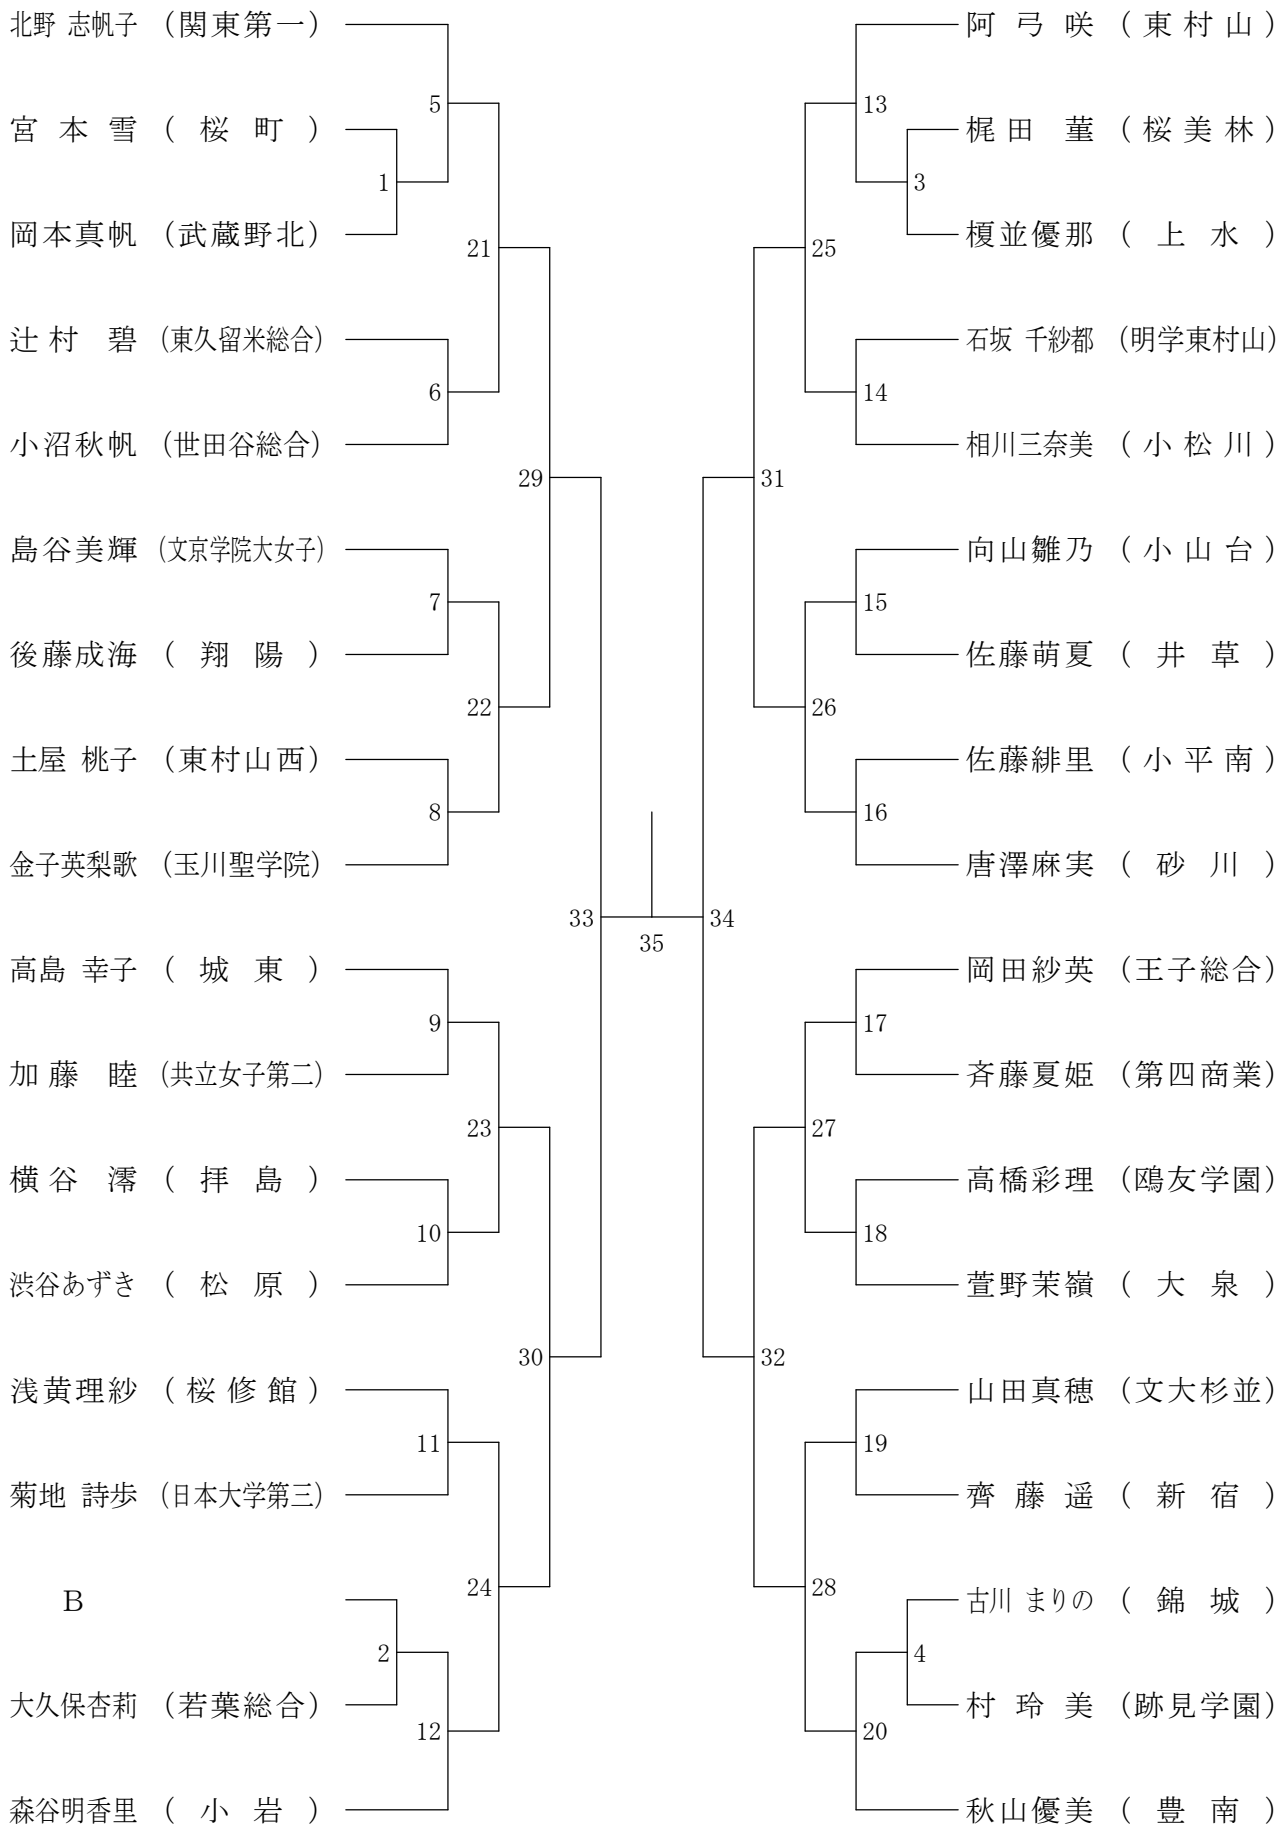 北野 志帆子 （関東第一）
宮本雪 （桜町）
岡本真帆 （武蔵野北）
辻村 碧 （東久留米総合）
小沼秋帆 （世田谷総合）
島谷美輝 （文京学院大女子）
後藤成海 （翔陽）
土屋 桃子 （東村山西）
金子英梨歌 （玉川聖学院）
高島 幸子 （城東）
加藤 睦 （共立女子第二）
横谷 澪 （拝島）
渋谷あずき （松原）
浅黄理紗 （桜修館）
菊地 詩歩 （日本大学第三）
B
大久保杏莉 （若葉総合）
森谷明香里 （小岩）
5
1
21
6
29
7
22
8
33
9
23
10
30
11
24
2
12
35
34
13
3
25
14
31
15
26
16
17
27
18
32
19
28
4
20
阿弓咲 （東村山）
梶田 菫 （桜美林）
榎並優那 （上水）
石坂 千紗都 （明学東村山）
相川三奈美 （小松川）
向山雛乃 （小山台）
佐藤萌夏 （井草）
佐藤緋里 （小平南）
唐澤麻実 （砂川）
岡田紗英 （王子総合）
斉藤夏姫 （第四商業）
高橋彩理 （鴎友学園）
萱野茉嶺 （大泉）
山田真穂 （文大杉並）
齊藤遥 （新宿）
古川 まりの （錦城）
村玲美 （跡見学園）
秋山優美 （豊南）